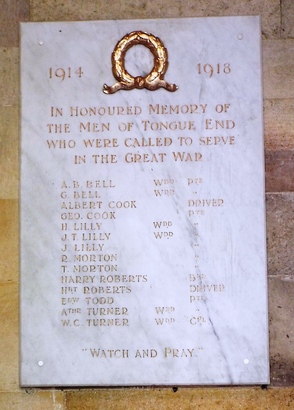 1914 1918
IN HONOURED MEMORY OF
THE MEN OF TONGUE END
WHO WERE CALLED TO SERVE
IN THE GREAT WAR
A.B. BELL WDD PTE
G. BELL WDD "
ALBERT COOK DRIVER
GEO. COOK PTE
H. LILLY WDD "
J.T. LILLY WDD "
J. LILLY "
R. MORTON "
T. MORTON "
HARRY ROBERTS
ROBERTS DRIVER
EDW TODD PTE
ATHR TURNER WDD "
W.C. TURNER WDD CPL
"WATCH AND PRAY."